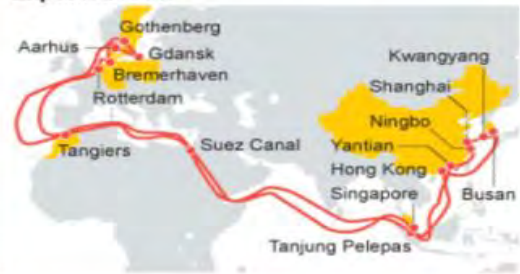 Gothenberg
Aarhus
Gdansk
Bremerhaven
Rotterdam
Tangiers
Suez Canal
Kwangyang
Shanghai
Ningbo
Yantian
Hong Kong
Singapore
Busan
Tanjung Pelepas